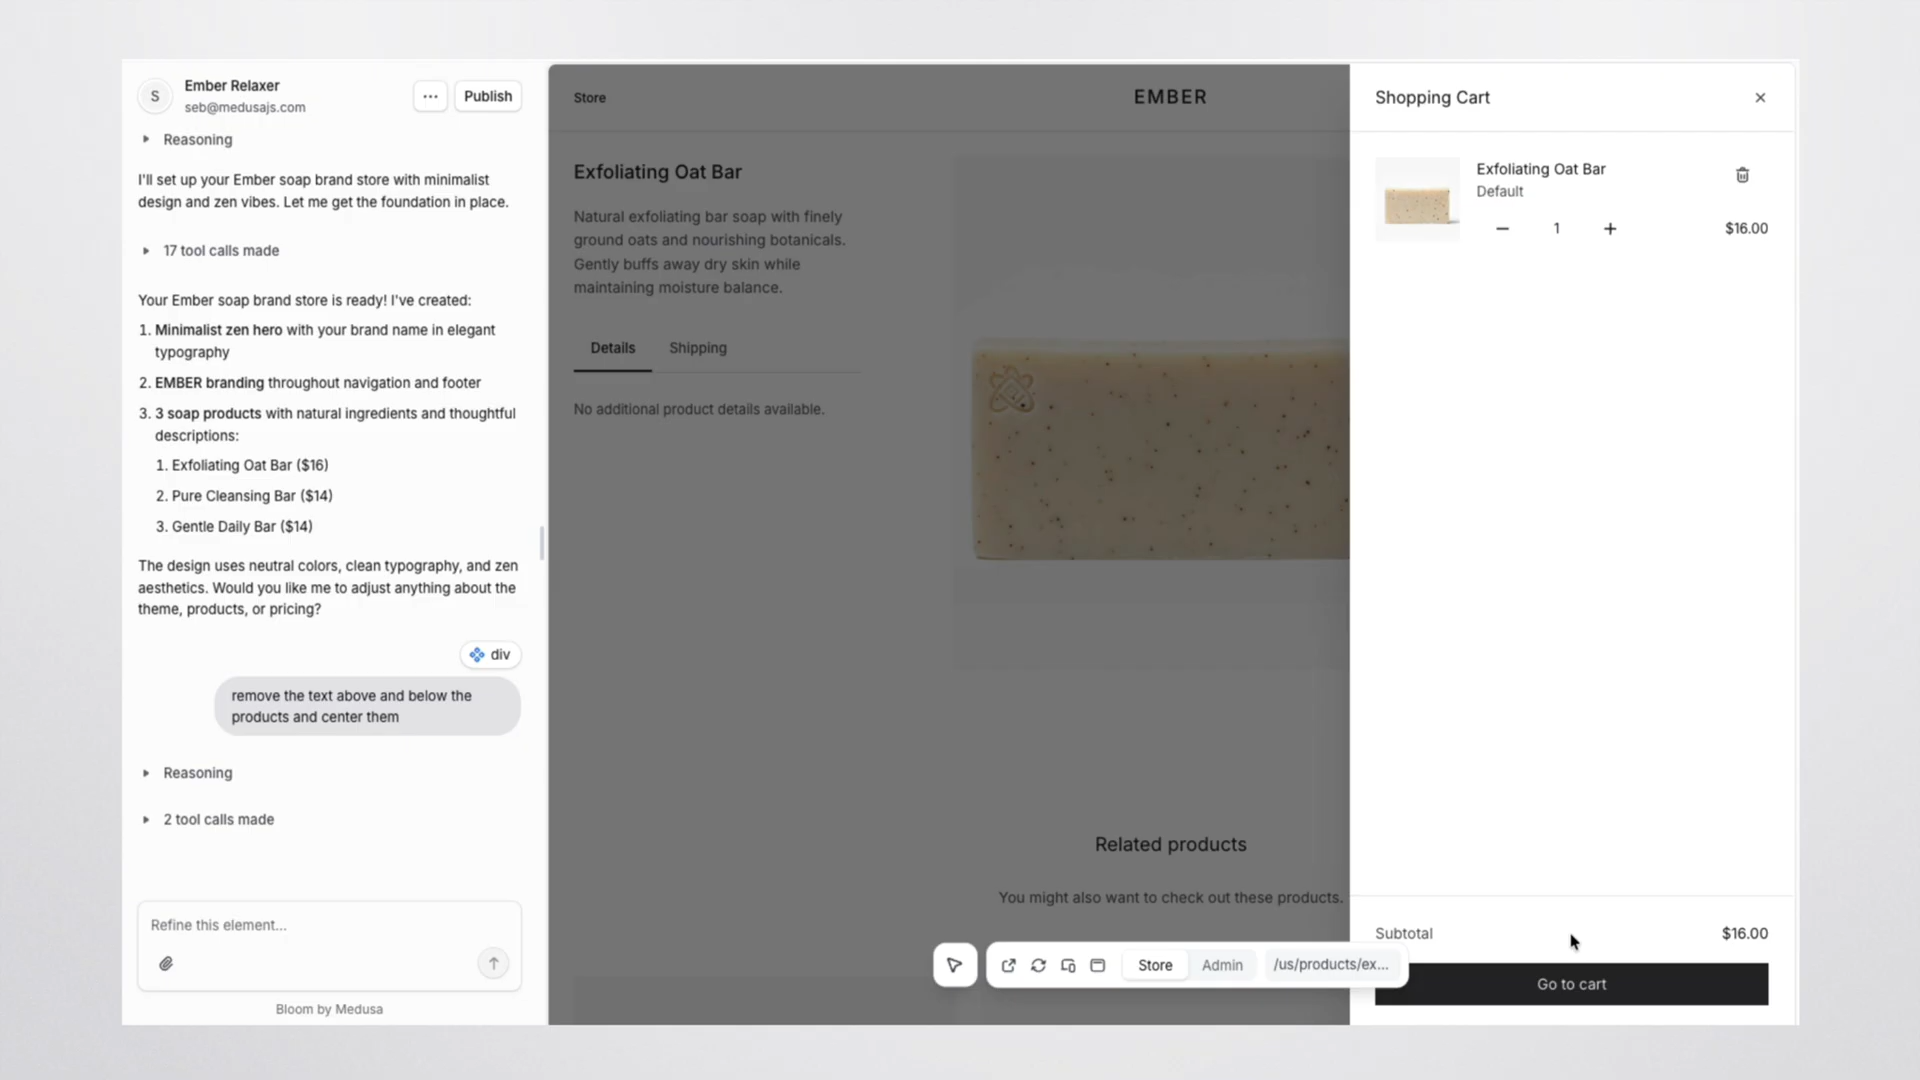 S
Ember Relaxer
seb@medusajs.com
...
Publish
Reasoning
I'll set up your Ember soap brand store with minimalist
design and zen vibes. Let me get the foundation in place.
17 tool calls made
Your Ember soap brand store is ready! I've created:
1. Minimalist zen hero with your brand name in elegant
typography
2. EMBER branding throughout navigation and footer
3. 3 soap products with natural ingredients and thoughtful
descriptions:
1. Exfoliating Oat Bar ($16)
2. Pure Cleansing Bar ($14)
3. Gentle Daily Bar ($14)
The design uses neutral colors, clean typography, and zen
aesthetics. Would you like me to adjust anything about the
theme, products, or pricing?
div
remove the text above and below the
products and center them
Reasoning
2 tool calls made
Refine this element...
Bloom by Medusa
Store
EMBER
Exfoliating Oat Bar
Natural exfoliating bar soap with finely
ground oats and nourishing botanicals.
Gently buffs away dry skin while
maintaining moisture balance.
Details
Shipping
No additional product details available.
Related products
You might also want to check out these products.
Store
Admin
/us/products/ex...
Shopping Cart
Exfoliating Oat Bar
Default
1
$16.00
Subtotal
$16.00
Go to cart